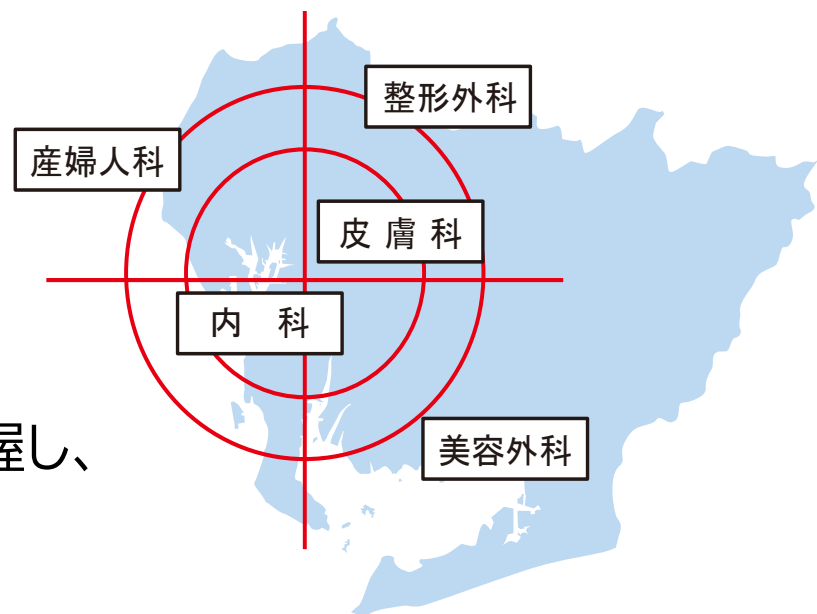 整形外科
産婦人科
皮膚科
内科
握し、
美容外科